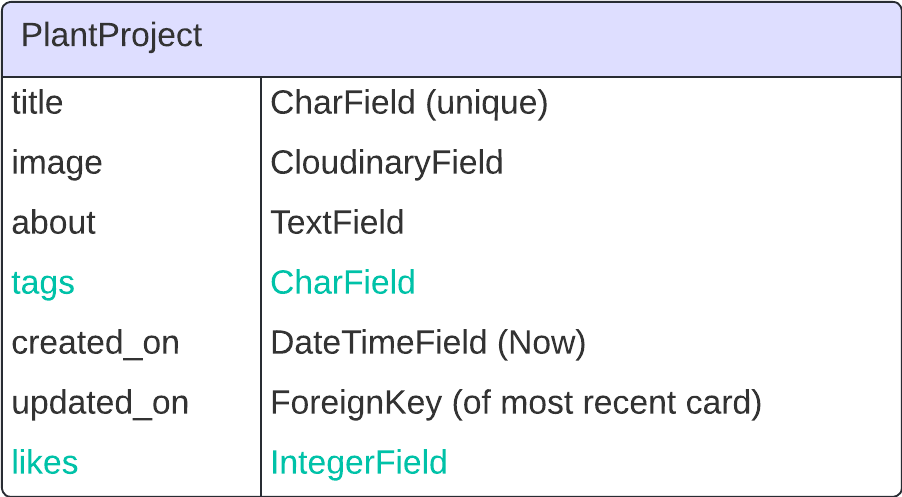 PlantProject
title CharField (unique)
image CloudinaryField
about TextField
tags CharField
created_on DateTimeField (Now)
updated_on ForeignKey (of most recent card)
likes IntegerField